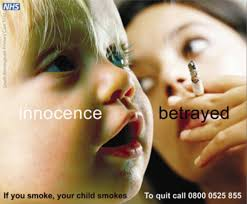 NHS
innocence betrayed
If you smoke, your child smokes To quit call 0800 0525 855